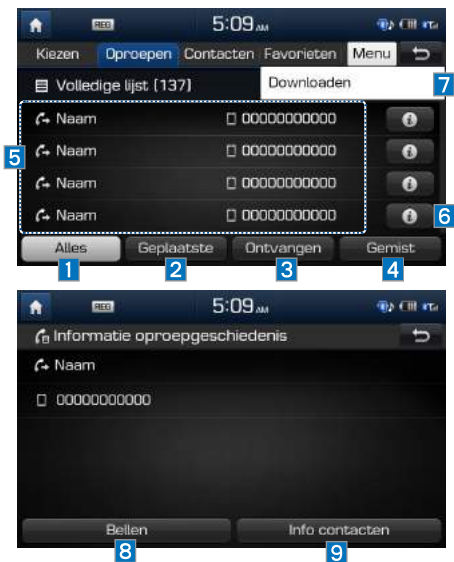 REG 5:09 AM
Kiezen Oproepen Contacten Favorieten Menu
Volledige lijst (137) Downloaden 7
Naam 00000000000
Naam 00000000000
5
Naam 00000000000
Naam 00000000000 6
Alles Geplaatste Ontvangen Gemist
1 2 3 4
REG 5:09 AM
Informatie oproepgeschiedenis
Naam
00000000000
Bellen Info contacten
8 9